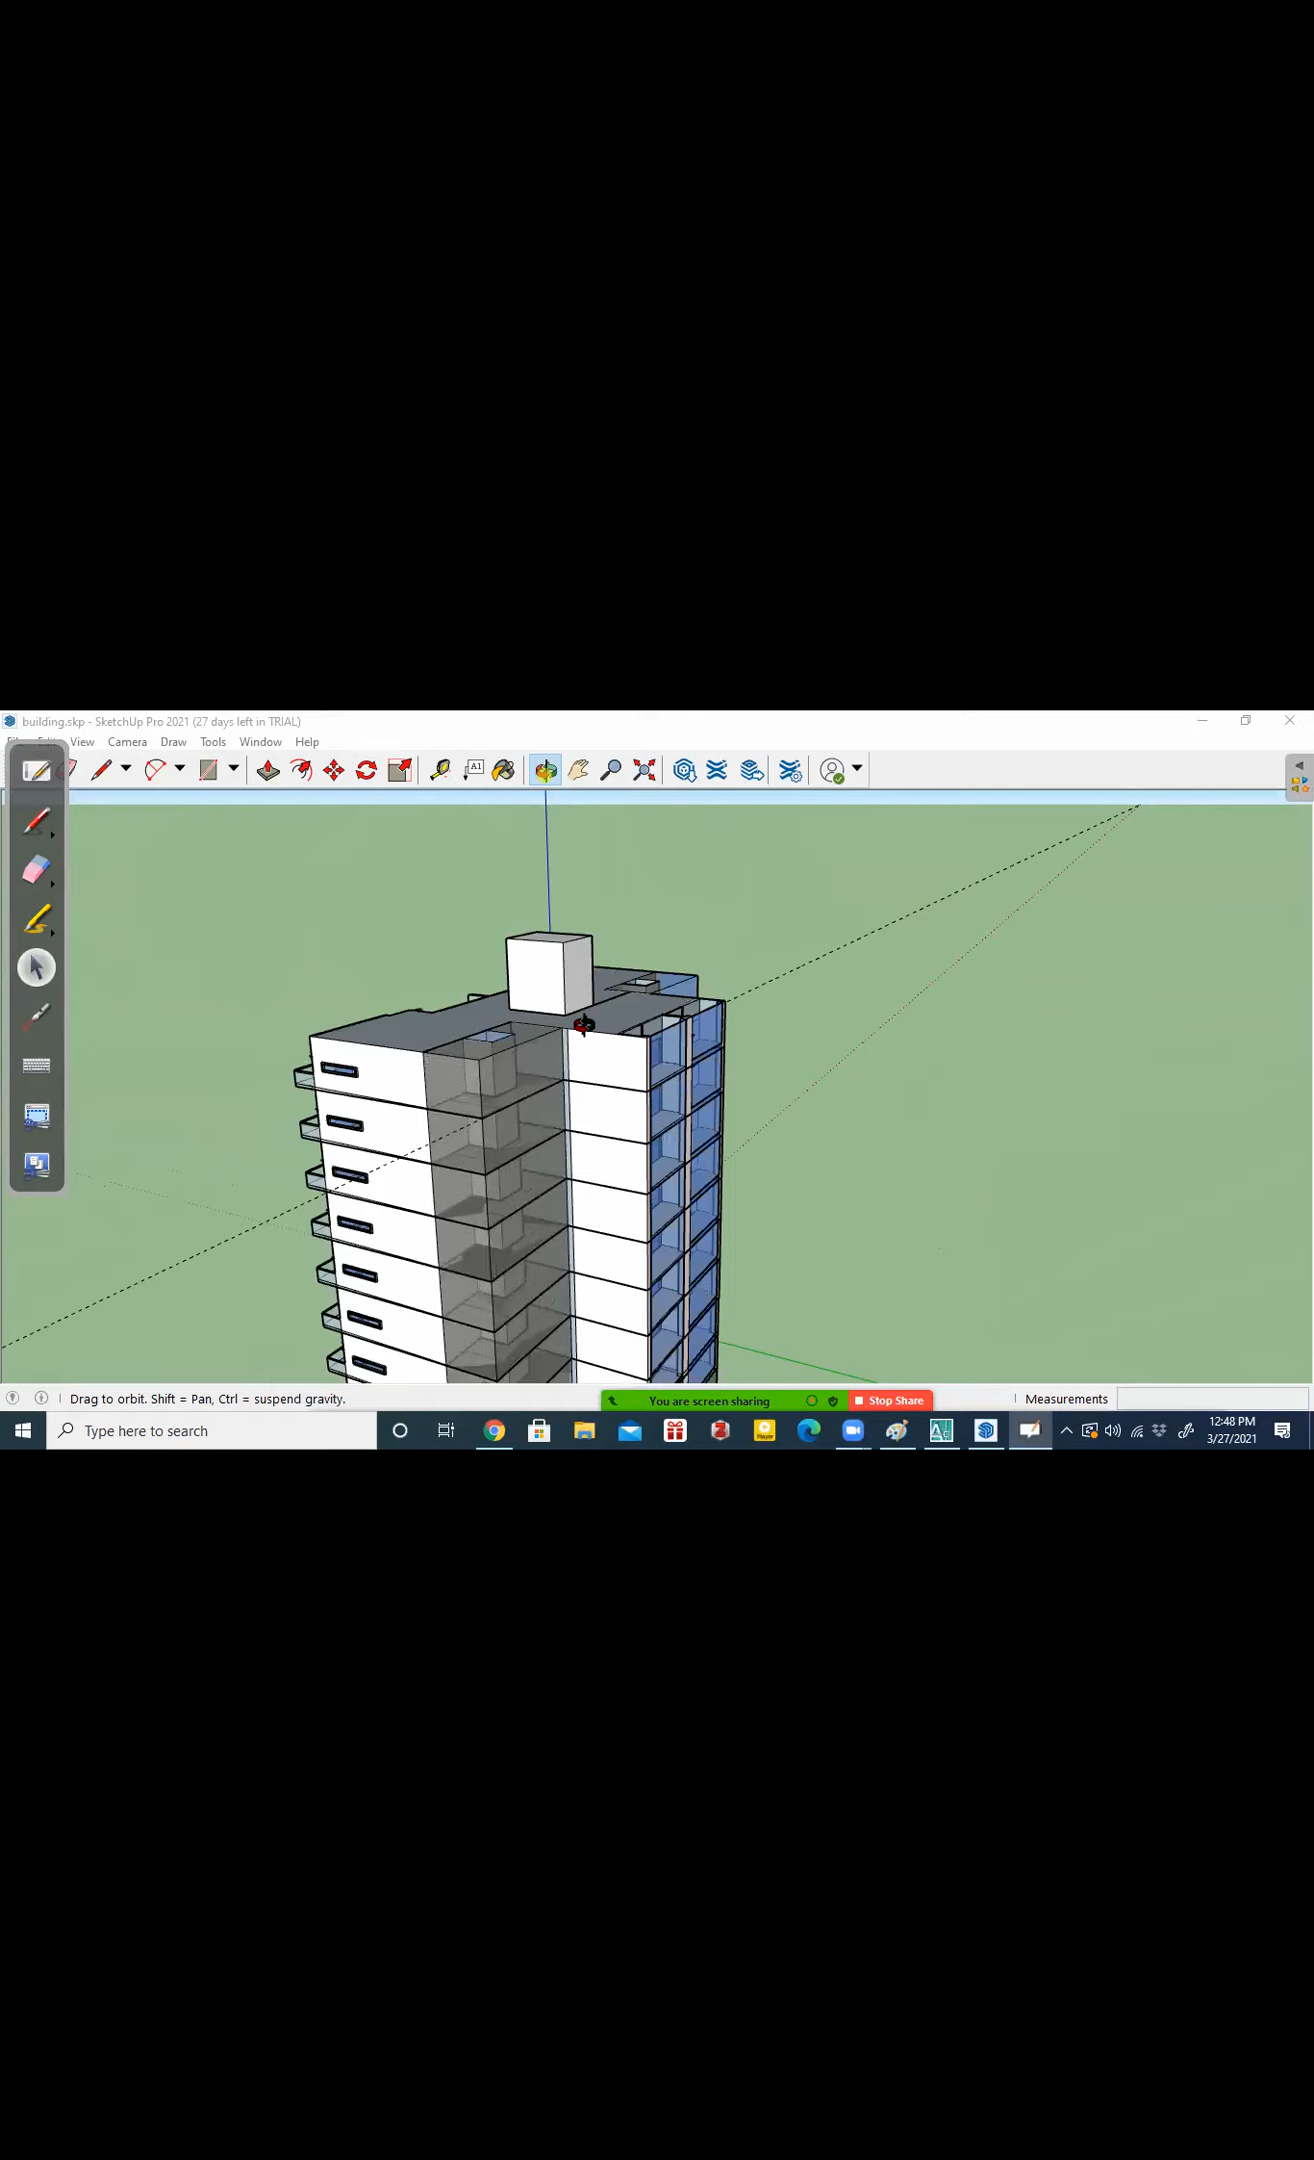 building.skp - SketchUp Pro 2021 (27 days left in TRIAL)
View Camera Draw Tools Window Help
A1
Drag to orbit. Shift = Pan, Ctrl = suspend gravity.
You are screen sharing
Stop Share
Measurements
Type here to search
12:48 PM
3/27/2021